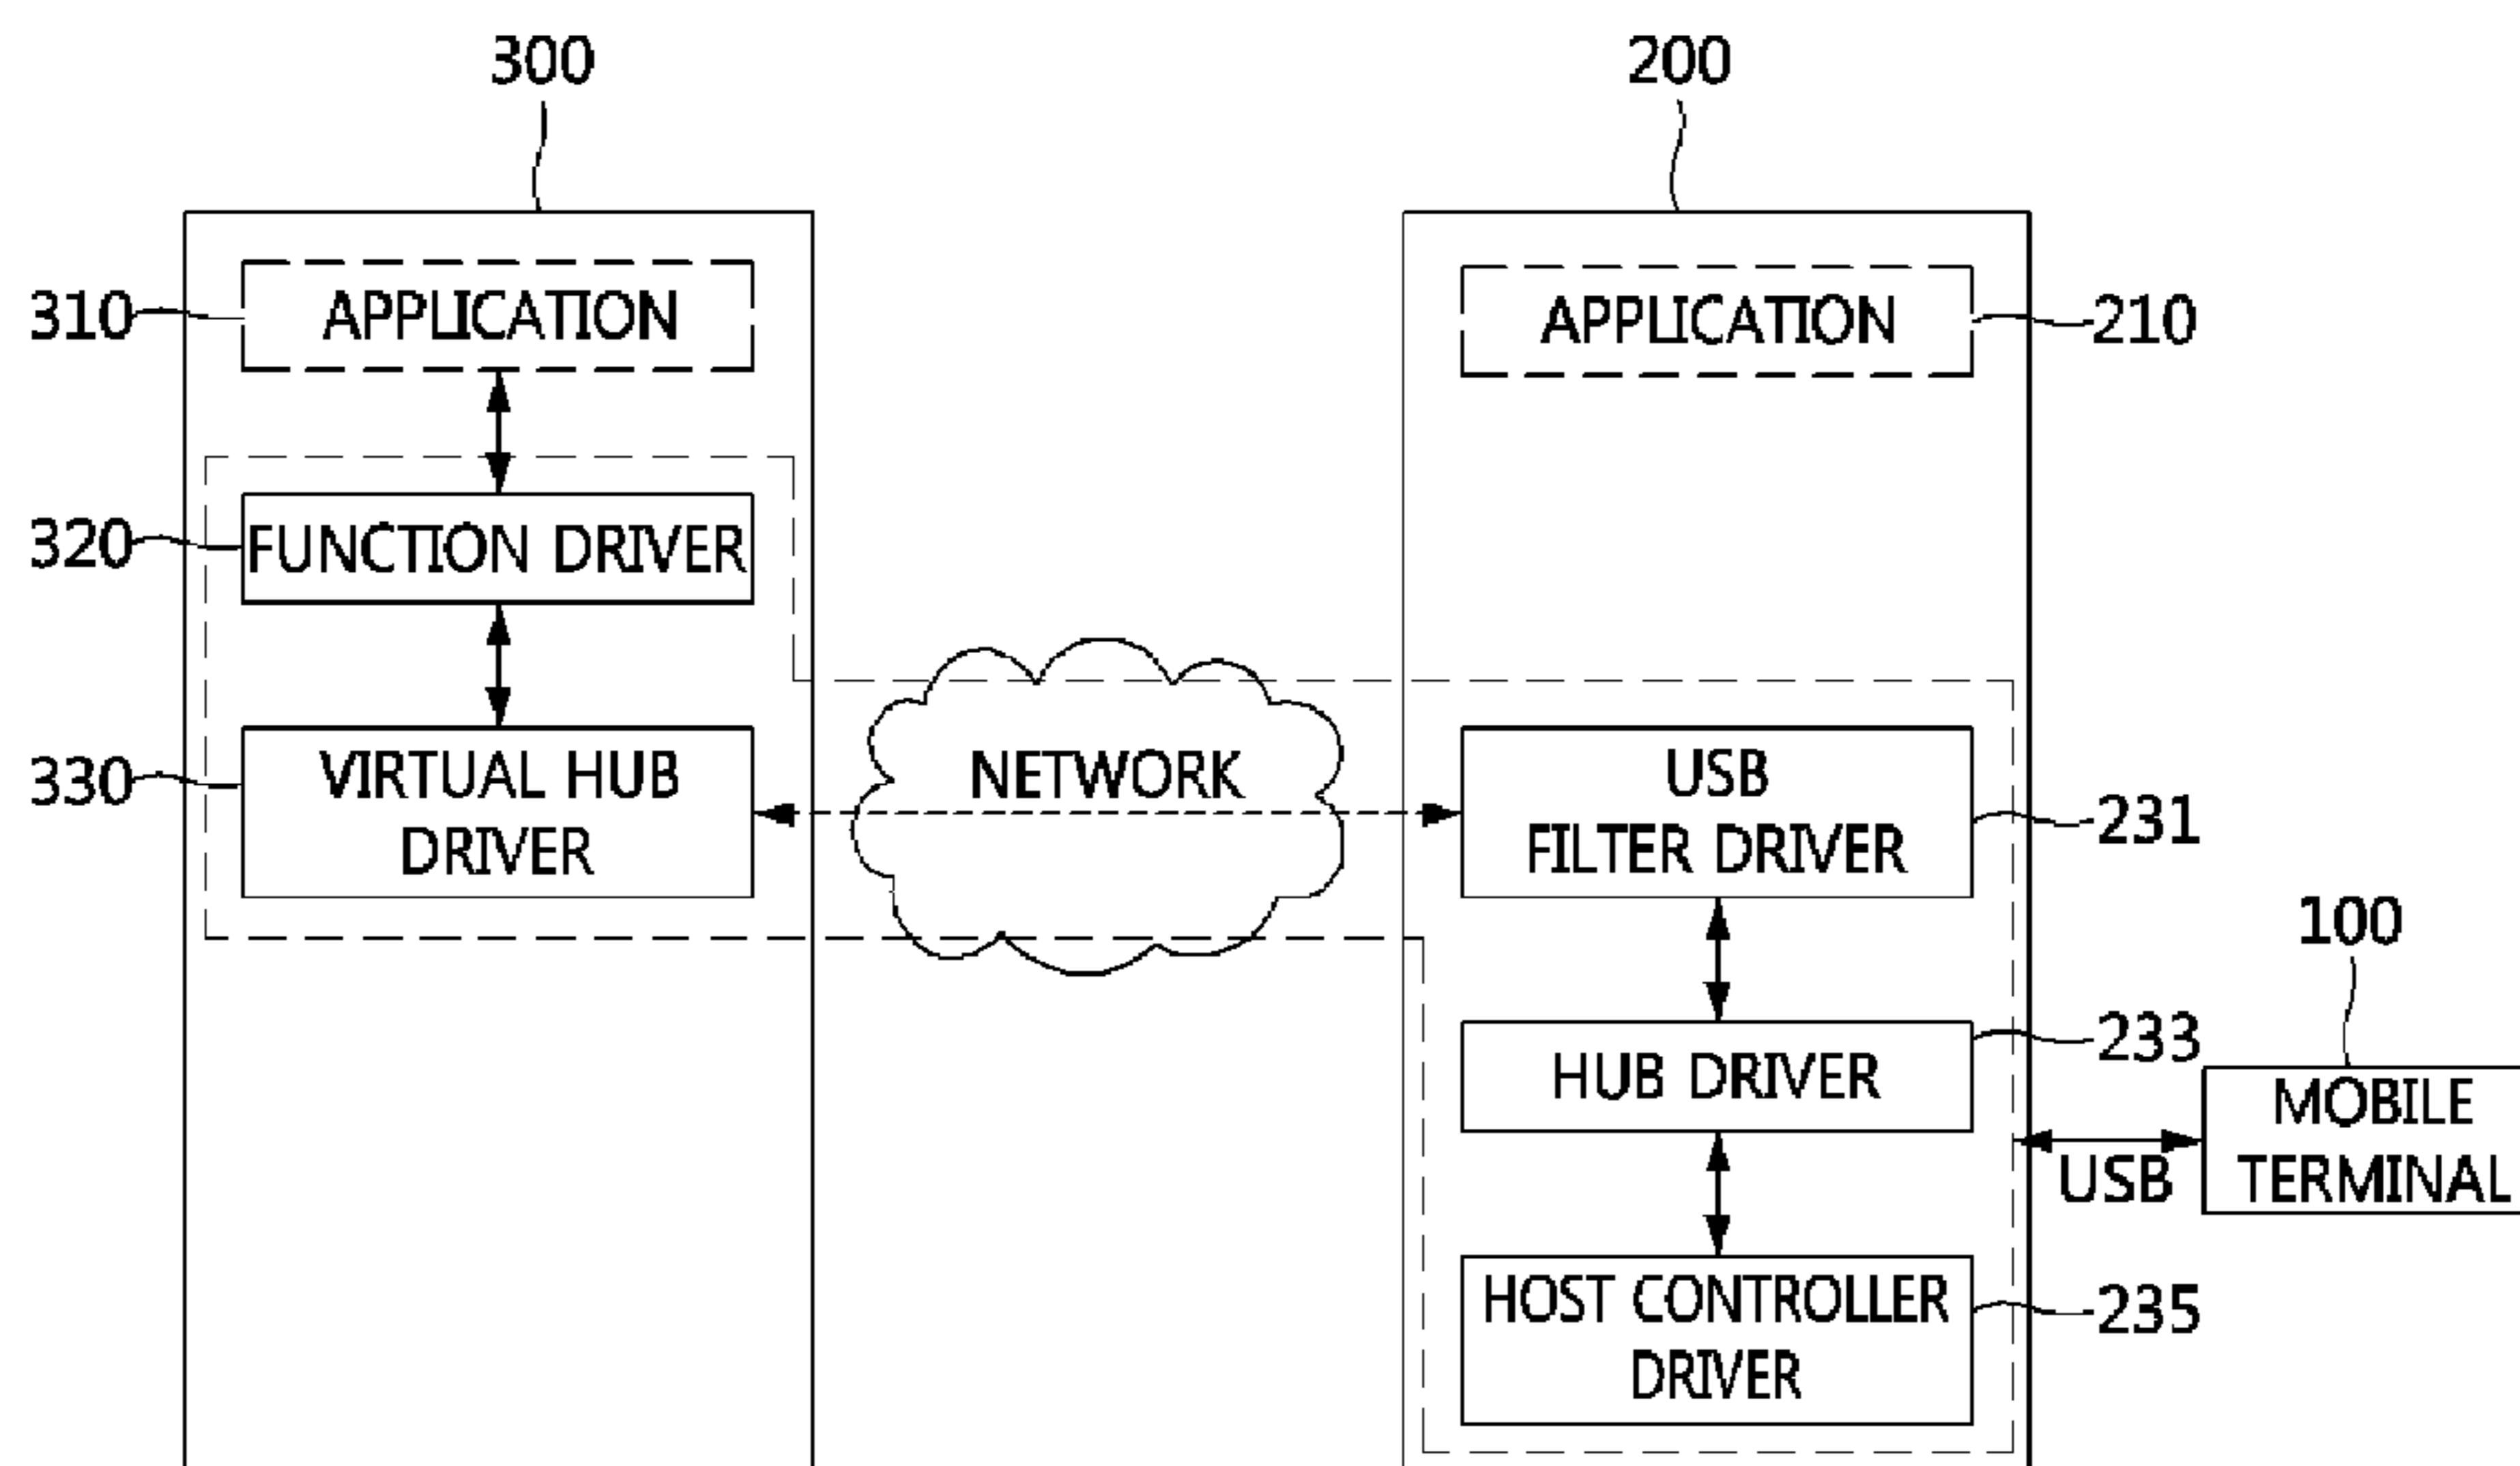 300
200
310
APPLICATION
APPLICATION
210
320
FUNCTION DRIVER
330
VIRTUAL HUB
DRIVER
NETWORK
USB
FILTER DRIVER
231
100
HUB DRIVER
233
MOBILE
TERMINAL
USB
HOST CONTROLLER
DRIVER
235